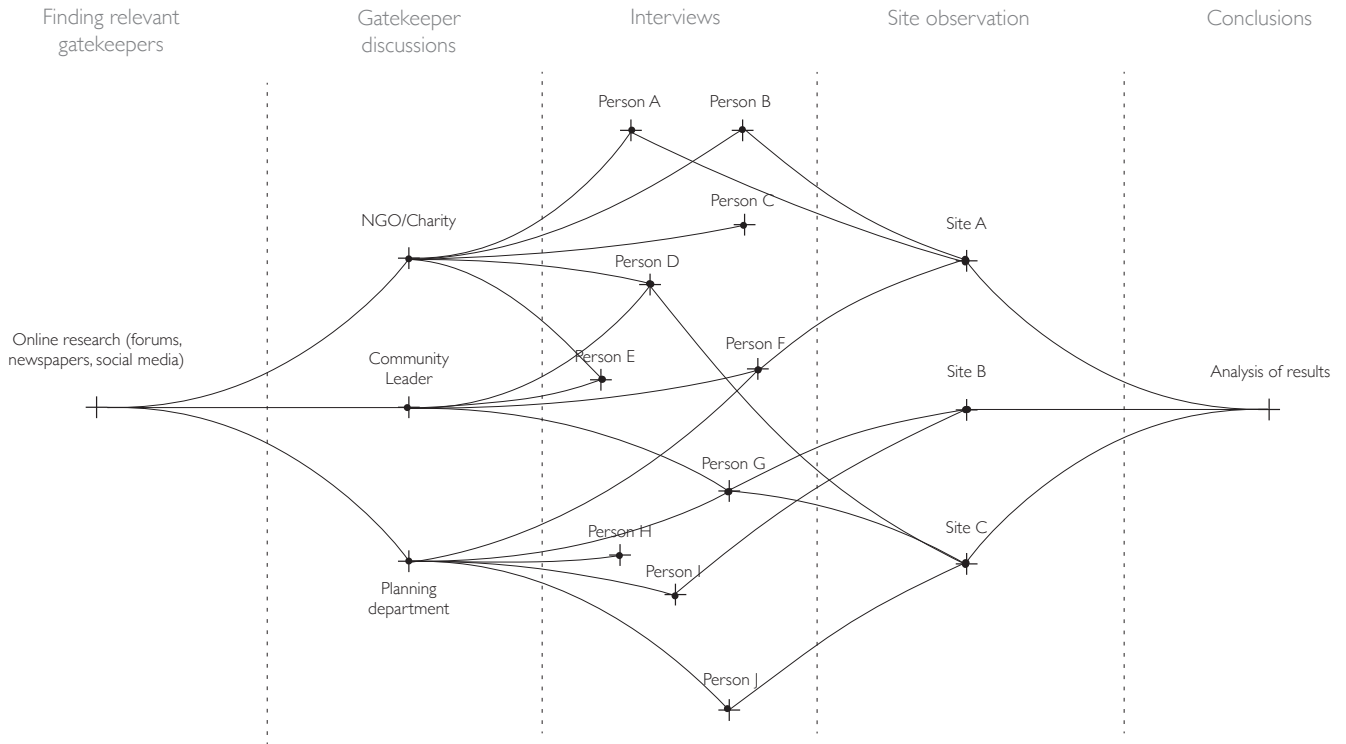 Finding relevant
gatekeepers
Gatekeeper
discussions
Interviews
Site observation
Conclusions
Person A
Person B
Person C
NGO/Charity
Site A
Person D
Online research (forums,
newspapers, social media)
Community
Leader
Person E
Person F
Site B
Analysis of results
Person G
Person H
Site C
Person I
Planning
department
Person J